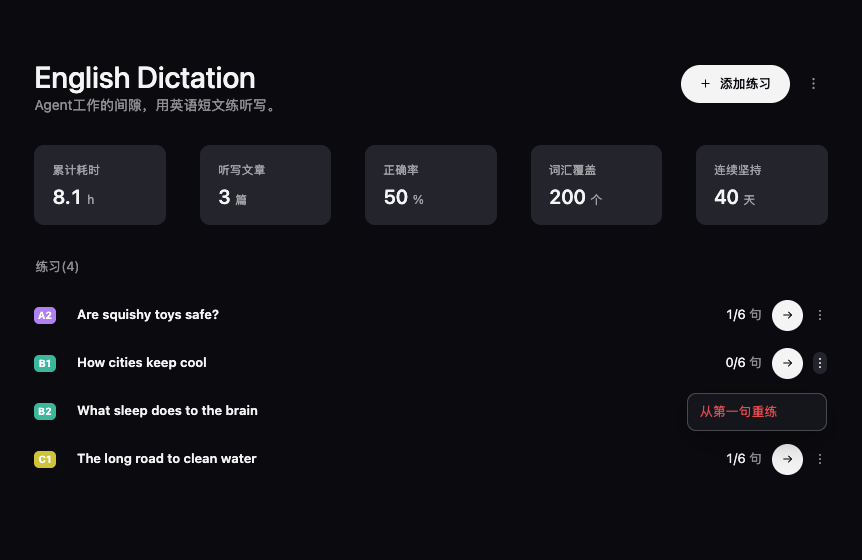 English Dictation
Agent工作的间隙，用英语短文练听写。
+ 添加练习
累计耗时
8.1 h
听写文章
3 篇
正确率
50 %
词汇覆盖
200 个
连续坚持
40 天
练习(4)
A2 Are squishy toys safe? 1/6 句
B1 How cities keep cool 0/6 句
B2 What sleep does to the brain
从第一句重练
C1 The long road to clean water 1/6 句